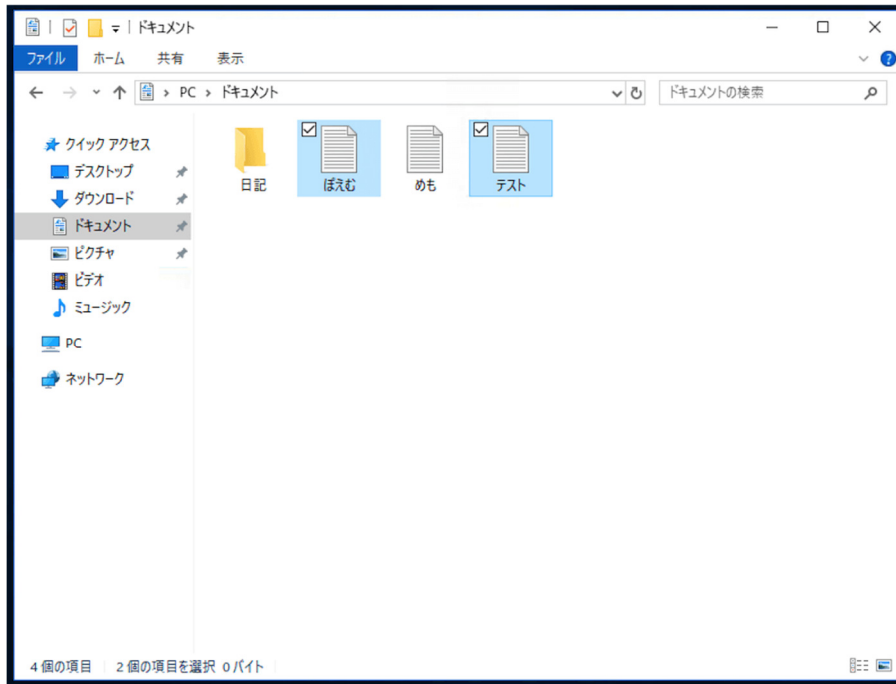 ドキュメント
ファイル ホーム 共有 表示
PC ドキュメント ドキュメントの検索
クイック アクセス
デスクトップ
ダウンロード
ドキュメント
ピクチャ
ビデオ
ミュージック
PC
ネットワーク
日記 ぽえむ めも テスト
4 個の項目 2 個の項目を選択 0 バイト